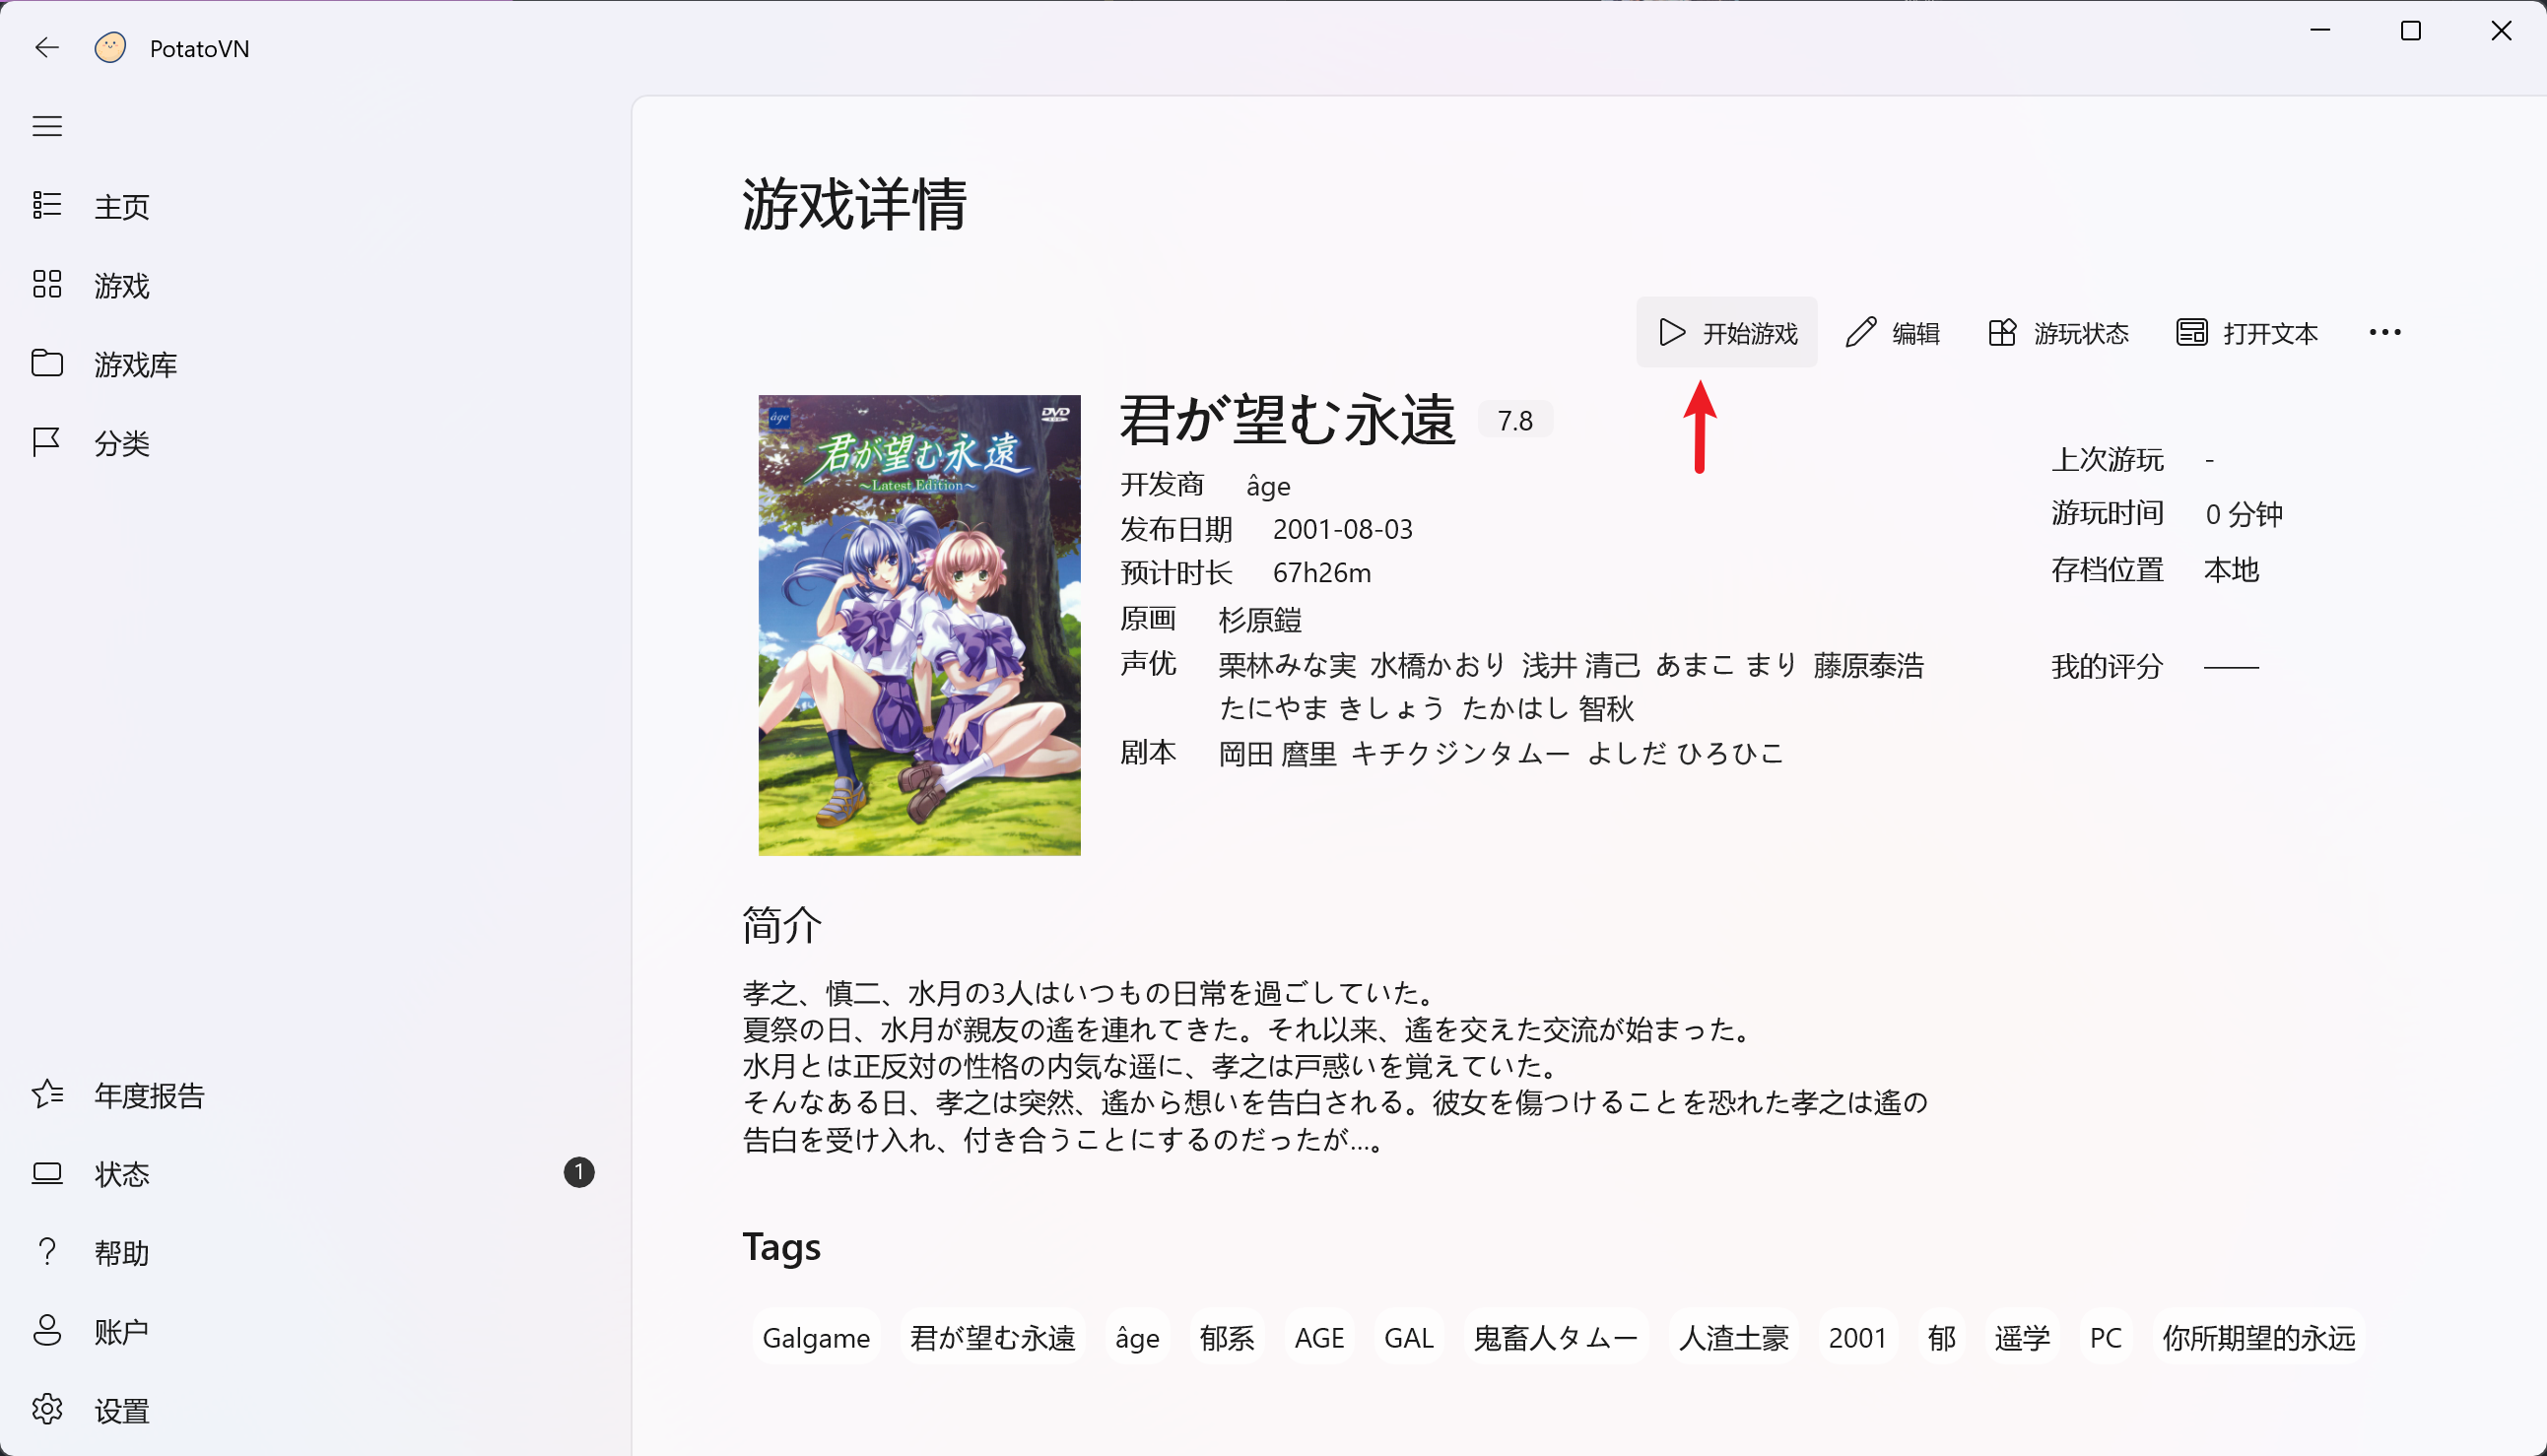 PotatoVN
主页
游戏
游戏库
分类
年度报告
状态
1
帮助
账户
设置
游戏详情
开始游戏
编辑
游玩状态
打开文本
âge
DVD
君が望む永遠
～Latest Edition～
君が望む永遠 7.8
开发商 âge
发布日期 2001-08-03
预计时长 67h26m
原画 杉原鎧
声优 栗林みな実 水橋かおり 浅井 清己 あまこ まり 藤原泰浩
たにやま きしょう たかはし 智秋
剧本 岡田 麿里 キチクジンタムー よしだ ひろひこ
上次游玩 -
游玩时间 0 分钟
存档位置 本地
我的评分 ——
简介
孝之、慎二、水月の3人はいつもの日常を過ごしていた。
夏祭の日、水月が親友の遙を連れてきた。それ以来、遙を交えた交流が始まった。
水月とは正反対の性格の内気な遥に、孝之は戸惑いを覚えていた。
そんなある日、孝之は突然、遙から想いを告白される。彼女を傷つけることを恐れた孝之は遙の
告白を受け入れ、付き合うことにするのだったが…。
Tags
Galgame 君が望む永遠 âge 郁系 AGE GAL 鬼畜人タムー 人渣土豪 2001 郁 遥学 PC 你所期望的永远